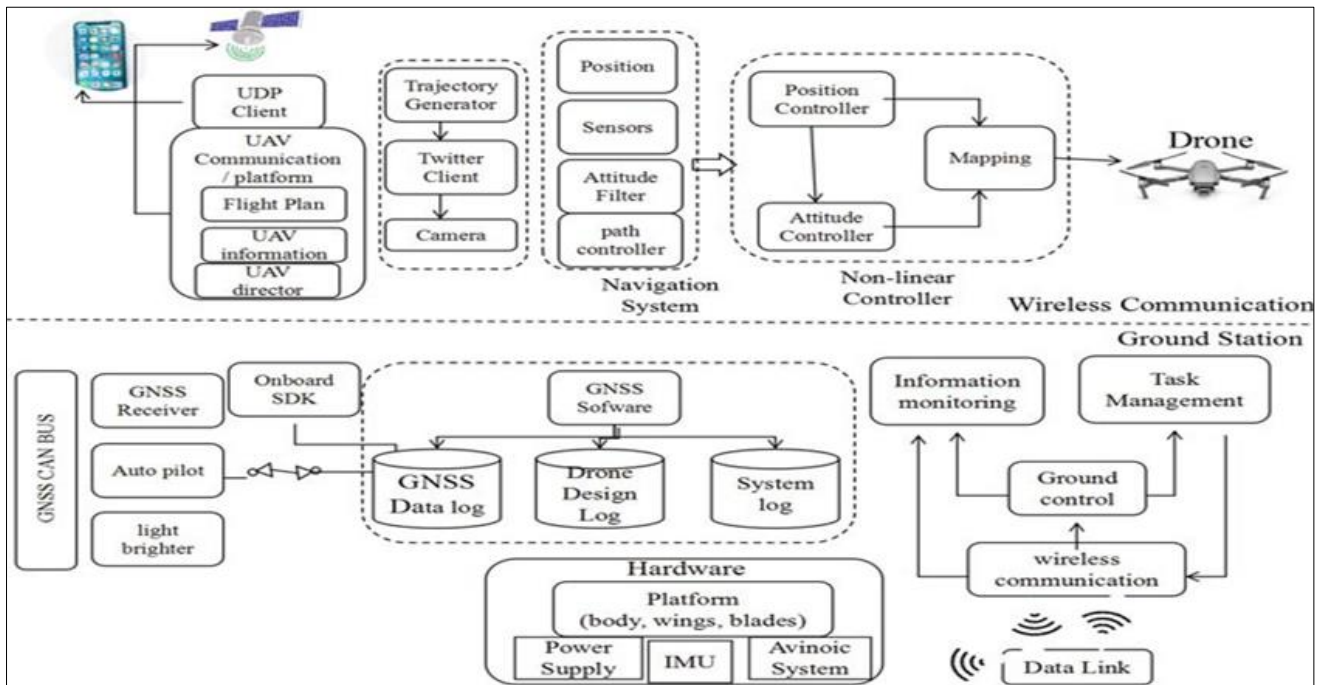 UDP
Client
UAV
Communication
/ platform
Flight Plan
UAV
information
UAV
director
Trajectory
Generator
Twitter
Client
Camera
Position
Sensors
Attitude
Filter
path
controller
Navigation
System
Position
Controller
Attitude
Controller
Mapping
Non-linear
Controller
Drone
Wireless Communication
Ground Station
GNSS CAN BUS
GNSS
Receiver
Auto pilot
light
brighter
Onboard
SDK
GNSS
Sofware
GNSS
Data log
Drone
Design
Log
System
log
Hardware
Platform
(body, wings, blades)
Power
Supply
IMU
Avinoic
System
Information
monitoring
Task
Management
Ground
control
wireless
communication
Data Link